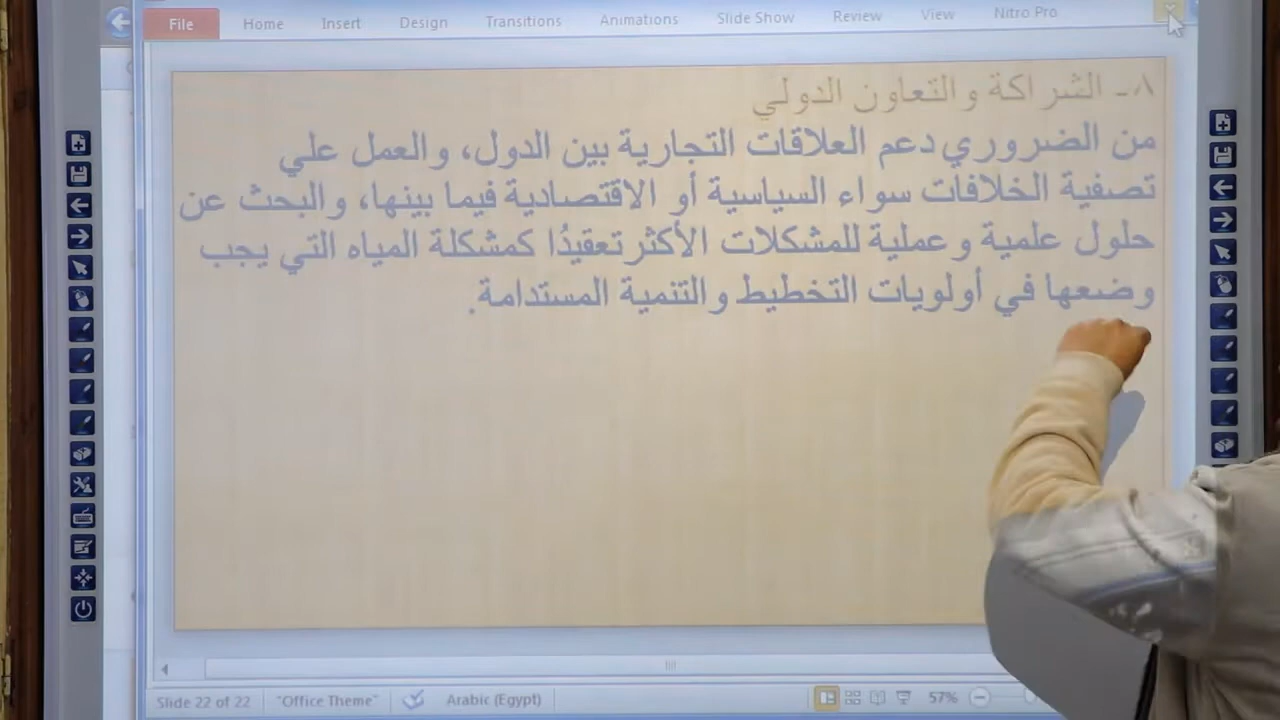 File Home Insert Design Transitions Animations Slide Show Review View Nitro Pro
٨- الشراكة والتعاون الدولي
من الضروري دعم العلاقات التجارية بين الدول، والعمل علي
تصفية الخلافات سواء السياسية أو الاقتصادية فيما بينها، والبحث عن
حلول علمية وعملية للمشكلات الأكثر تعقيدًا كمشكلة المياه التي يجب
وضعها في أولويات التخطيط والتنمية المستدامة.
Slide 22 of 22 "Office Theme" Arabic (Egypt) 57%